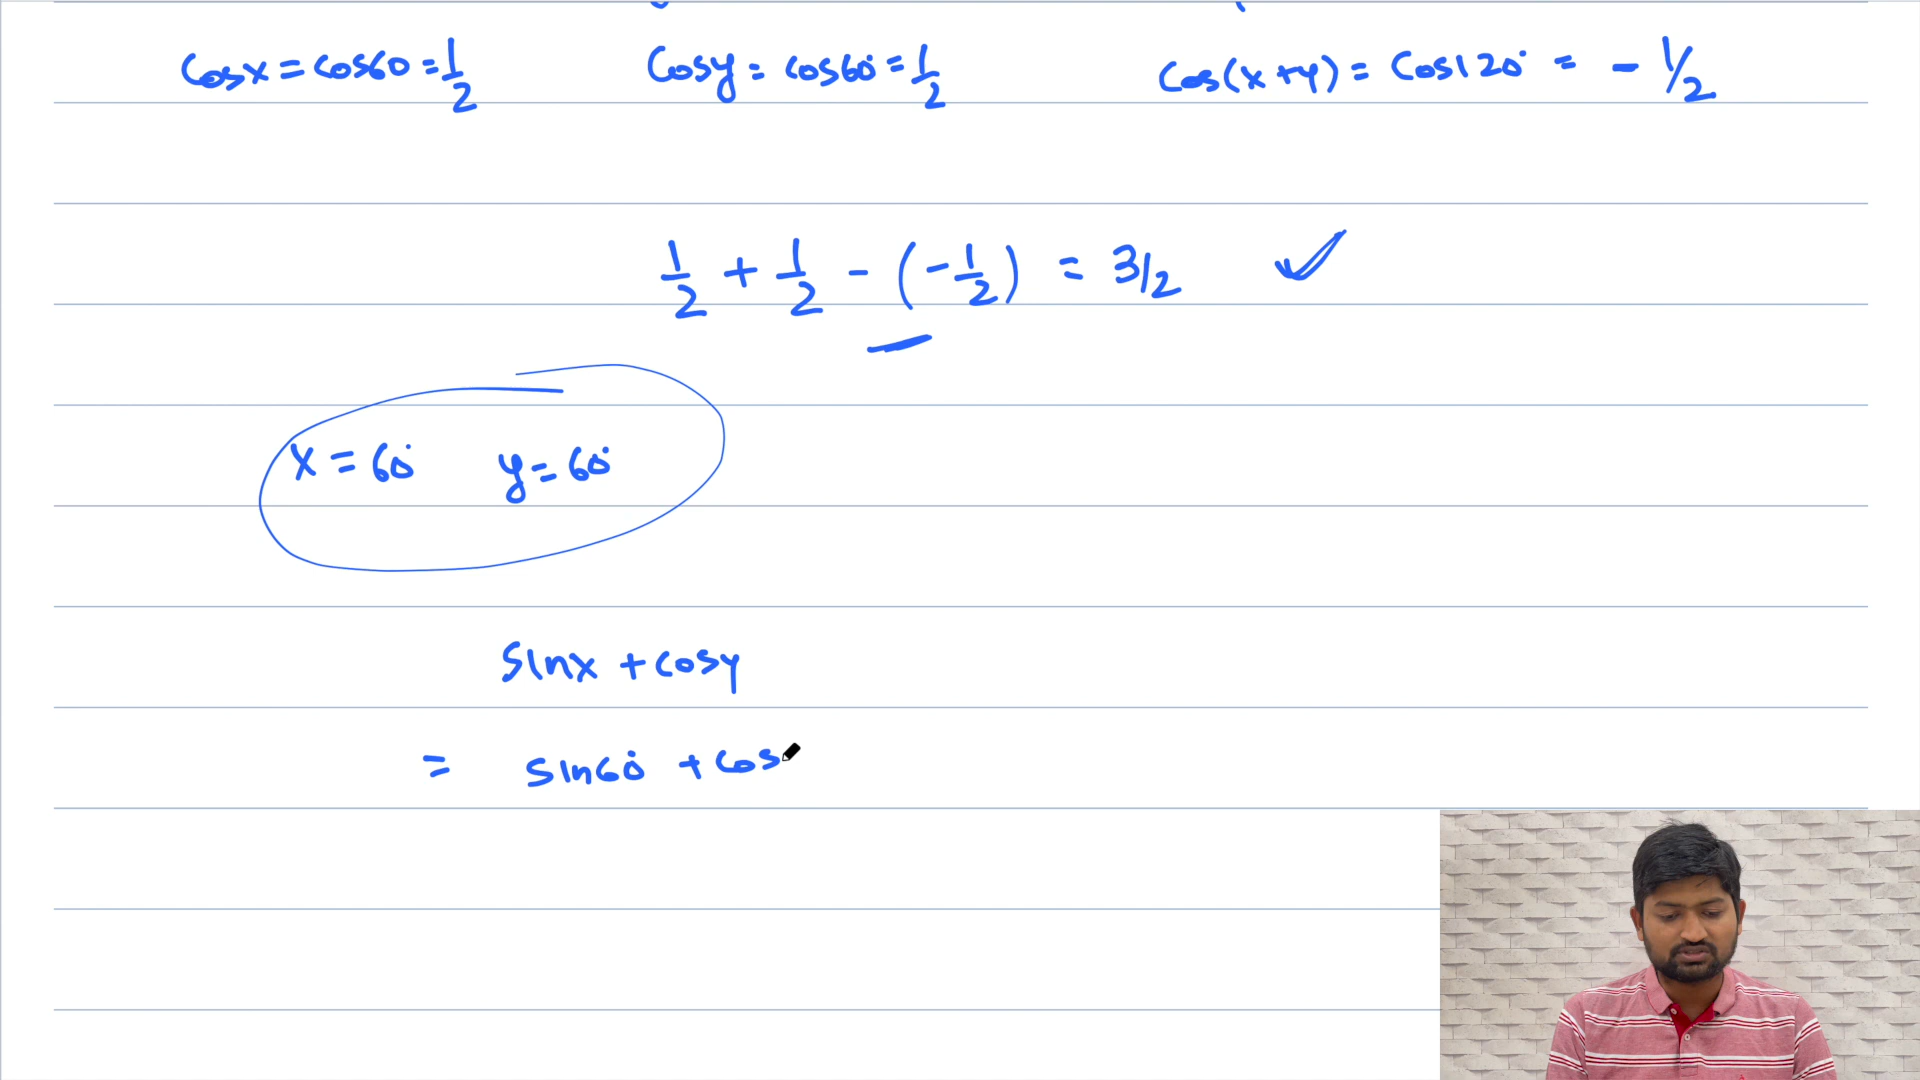 cosx = cos60 = 1/2 cosy = cos60° = 1/2 cos(x+y) = cos120° = - 1/2
1/2 + 1/2 - (-1/2) = 3/2 ✓
x = 60° y = 60°
sinx + cosy
= sin60° + cos